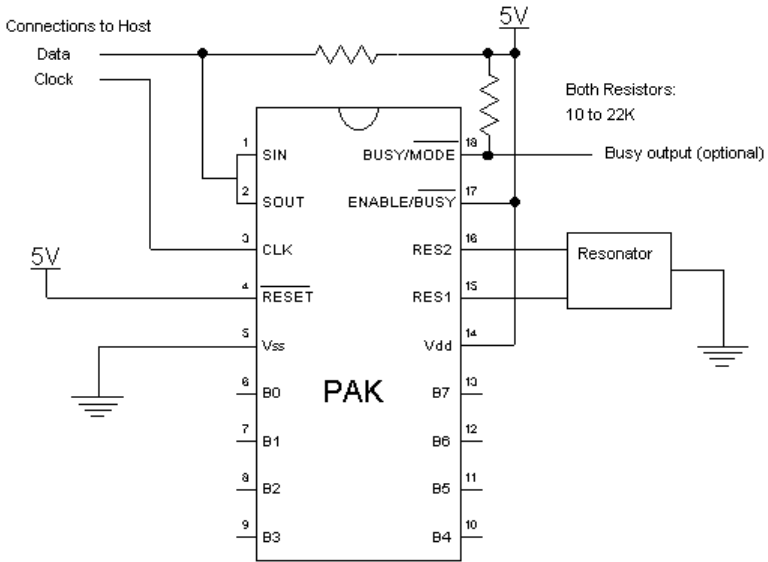 5V
Connections to Host
Data
Clock
Both Resistors:
10 to 22K
1 SIN
BUSY/MODE 18
Busy output (optional)
2 SOUT
ENABLE/BUSY 17
3 CLK
RES2 16
Resonator
5V
4 RESET
RES1 15
5 Vss
Vdd 14
PAK
6 B0
B7 13
7 B1
B6 12
8 B2
B5 11
9 B3
B4 10